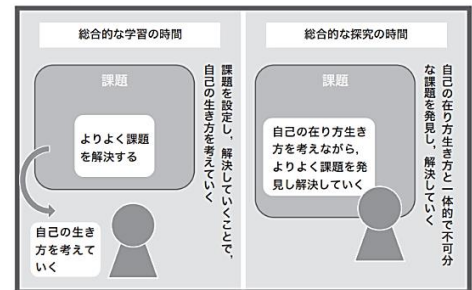 総合的な学習の時間
課題
よりよく課題
を解決する
自己の生き
方を考えて
いく
課題を設定し，解決していくことで，
自己の生き方を考えていく
総合的な探究の時間
課題
自己の在り方生き
方を考えながら，
よりよく課題を発
見し解決していく
自己の在り方生き方と一体的で不可分
な課題を発見し，解決していく